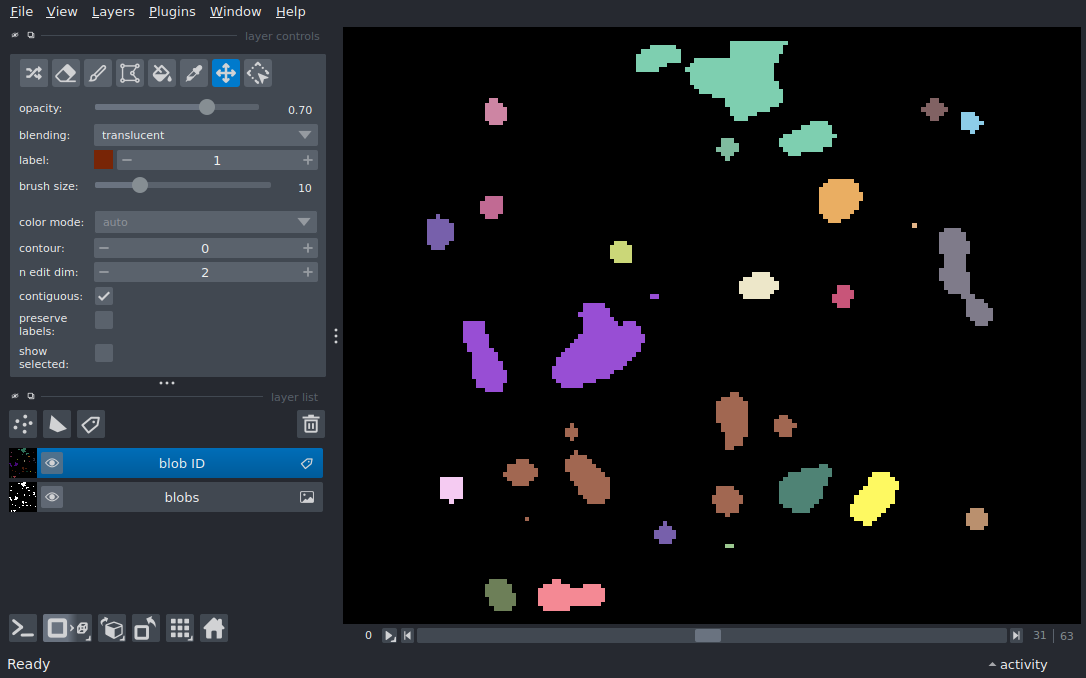 File View Layers Plugins Window Help
layer controls
opacity: 0.70
blending: translucent
label: 1
brush size: 10
color mode: auto
contour: 0
n edit dim: 2
contiguous:
preserve
labels:
show
selected:
layer list
blob ID
blobs
0 31 63
Ready activity